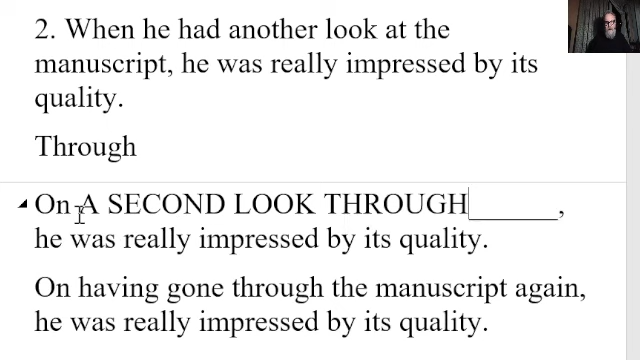 2. When he had another look at the
manuscript, he was really impressed by its
quality.
Through
On A SECOND LOOK THROUGH______,
he was really impressed by its quality.
On having gone through the manuscript again,
he was really impressed by its quality.